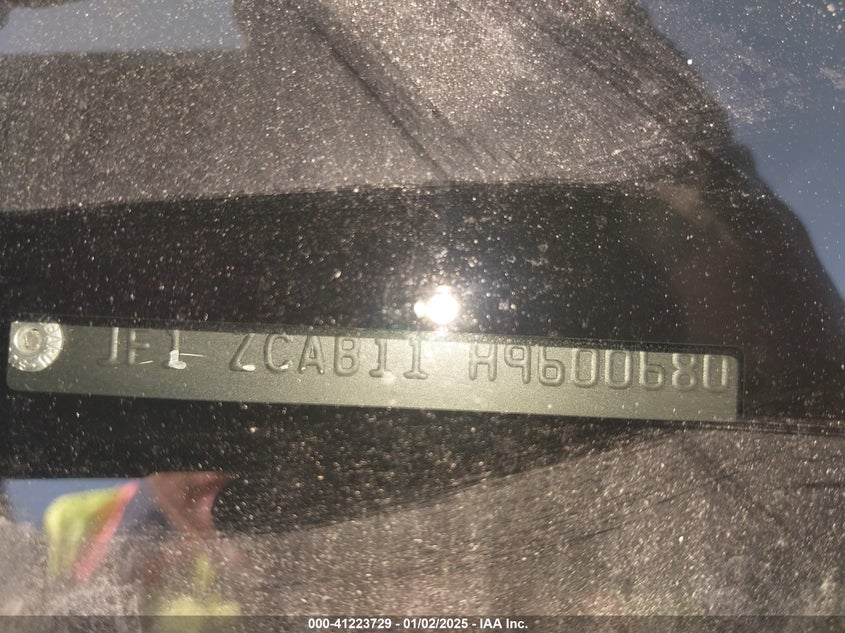 JF1 ZCAB11 H9600680
000-41223729 - 01/02/2025 - IAA Inc.